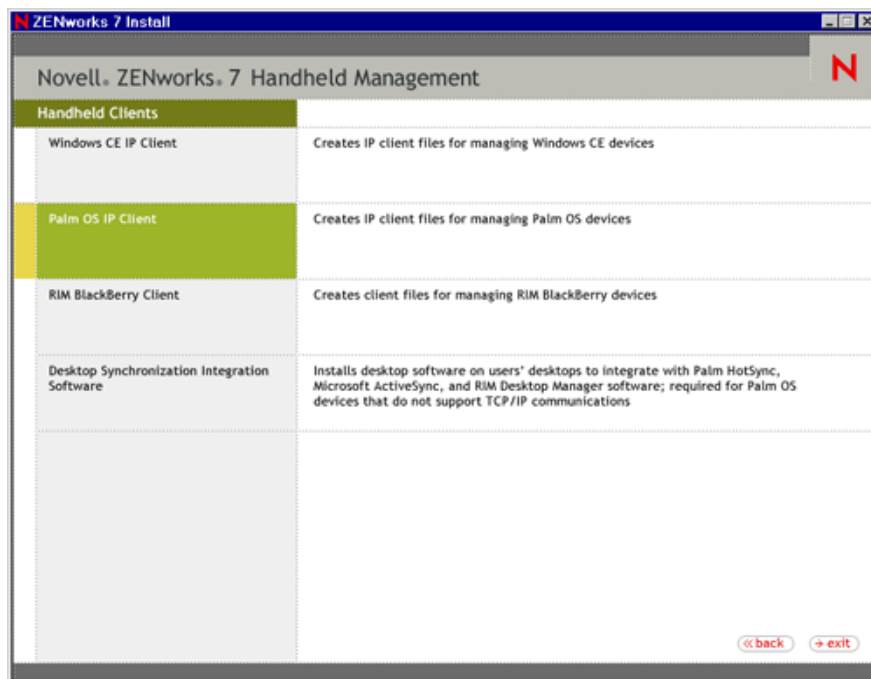 N ZENworks 7 Install
Novell® ZENworks® 7 Handheld Management
N
Handheld Clients
Windows CE IP Client
Creates IP client files for managing Windows CE devices
Palm OS IP Client
Creates IP client files for managing Palm OS devices
RIM BlackBerry Client
Creates client files for managing RIM BlackBerry devices
Desktop Synchronization Integration
Software
Installs desktop software on users' desktops to integrate with Palm HotSync,
Microsoft ActiveSync, and RIM Desktop Manager software; required for Palm OS
devices that do not support TCP/IP communications
« back
→ exit